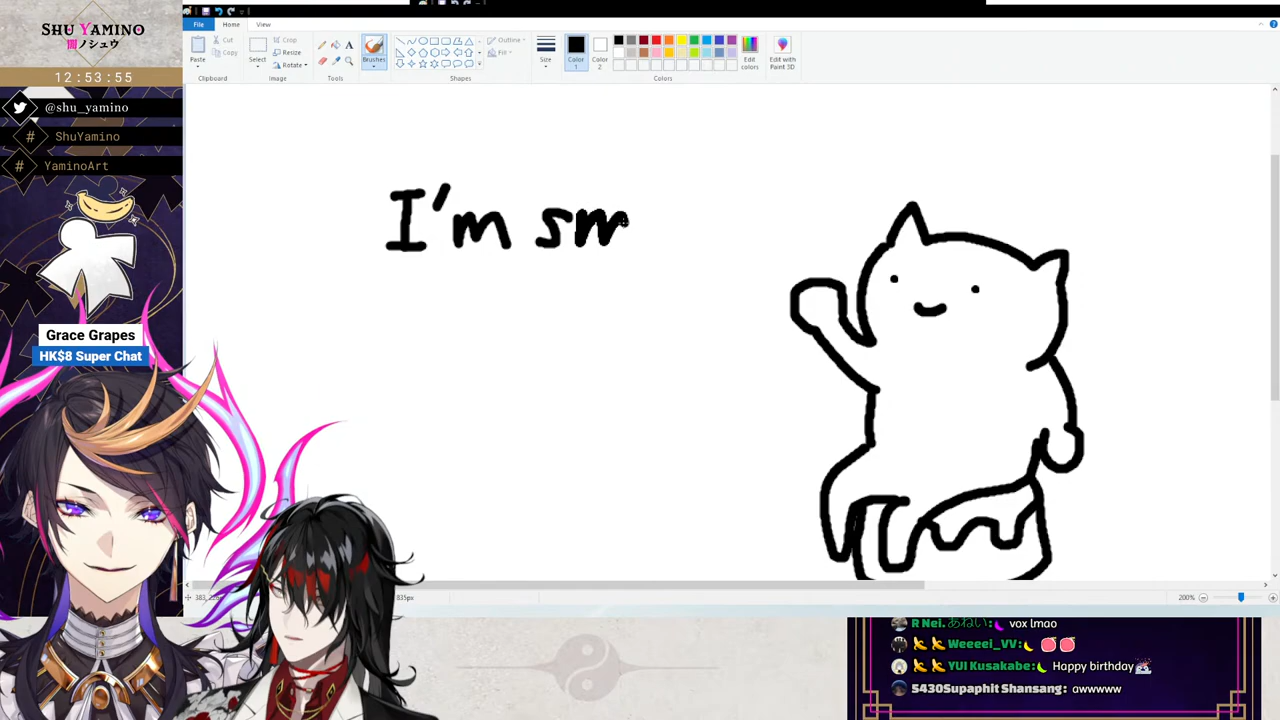 SHU YAMINO
闇ノシュウ
12:53:55
@shu_yamino
# ShuYamino
# YaminoArt
Grace Grapes
HK$8 Super Chat
File Home View
Paste
Cut
Copy
Clipboard
Select
Crop
Resize
Rotate
Image
Tools
Brushes
Outline
Fill
Shapes
Size
Color 1
Color 2
Edit colors
Edit with Paint 3D
Colors
I'm sm
835px
200%
R Nei. あねい: vox lmao
Weeeei_VV:
YUI Kusakabe: Happy birthday
5430Supaphit Shansang: awwwww